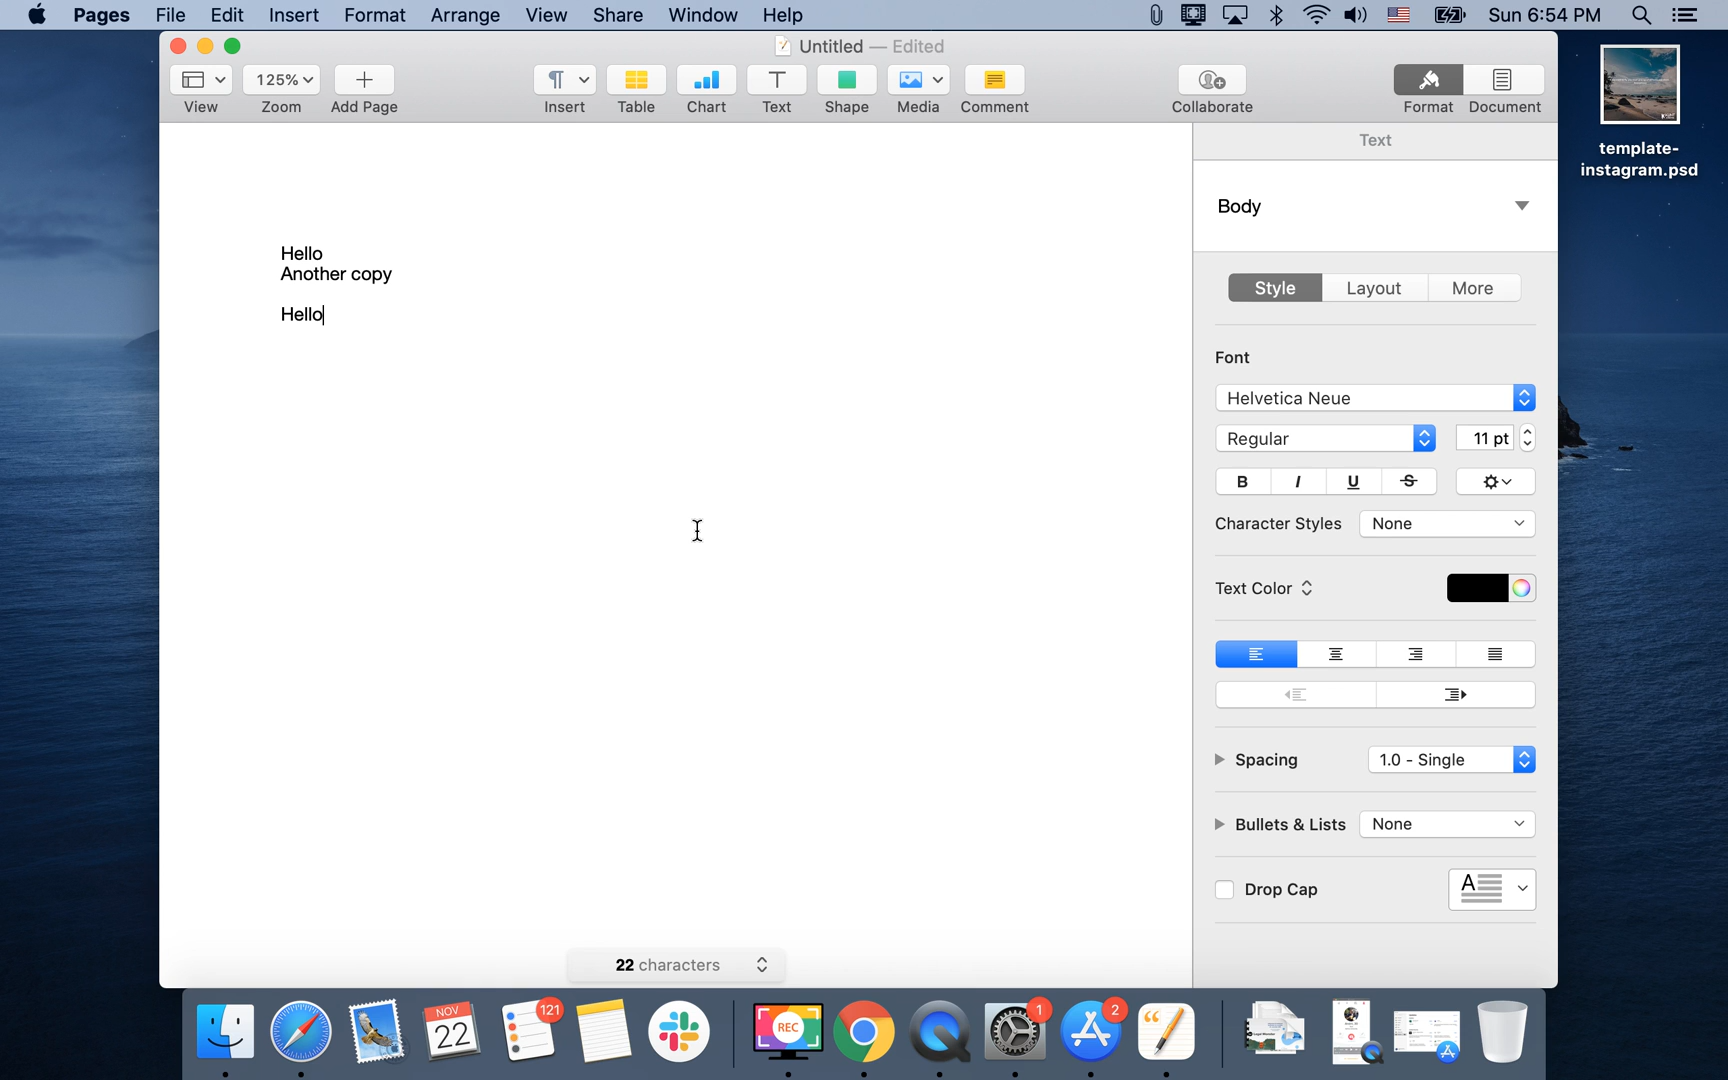 Pages File Edit Insert Format Arrange View Share Window Help Sun 6:54 PM
Untitled — Edited
125%
View Zoom Add Page Insert Table Chart Text Shape Media Comment Collaborate Format Document
template-
instagram.psd
Text
Body
Hello
Another copy
Hello
Style Layout More
Font
Helvetica Neue
Regular 11 pt
B I U S
Character Styles None
Text Color
Spacing 1.0 - Single
Bullets & Lists None
Drop Cap A
22 characters
NOV
22
121
REC
1
2